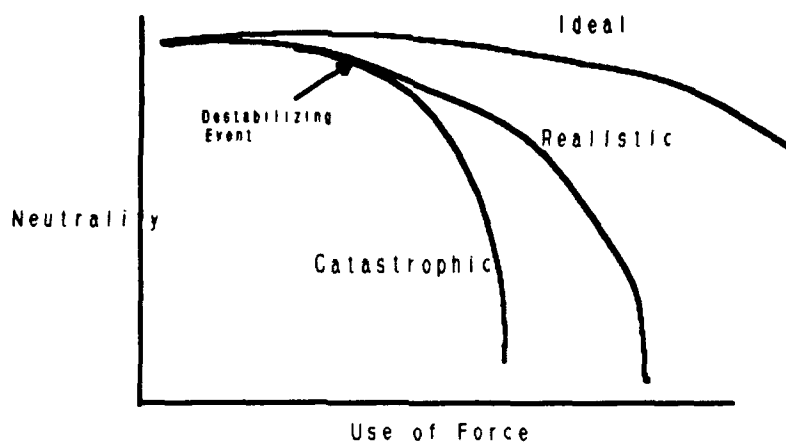 Ideal
Destabilizing
Event
Realistic
Neutrality
Catastrophic
Use of Force